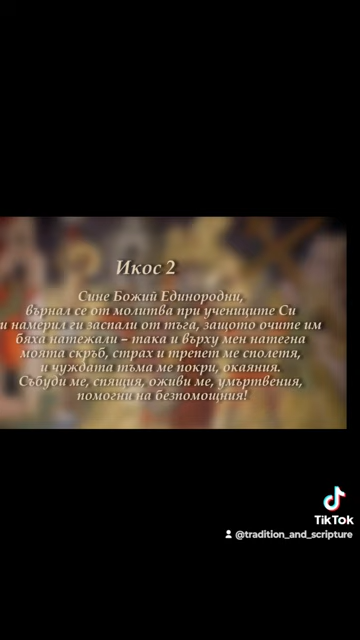 Икос 2
Сине Божий Единородни,
върнал се от молитва при учениците Си
и намерил ги заспали от тъга, защото очите им
бяха натежали – така и върху мен натегна
моята скръб, страх и трепет ме сполетя,
и чуждата тъма ме покри, окаяния.
Събуди ме, спящия, оживи ме, умъртвения,
помогни на безпомощния!
TikTok
@tradition_and_scripture